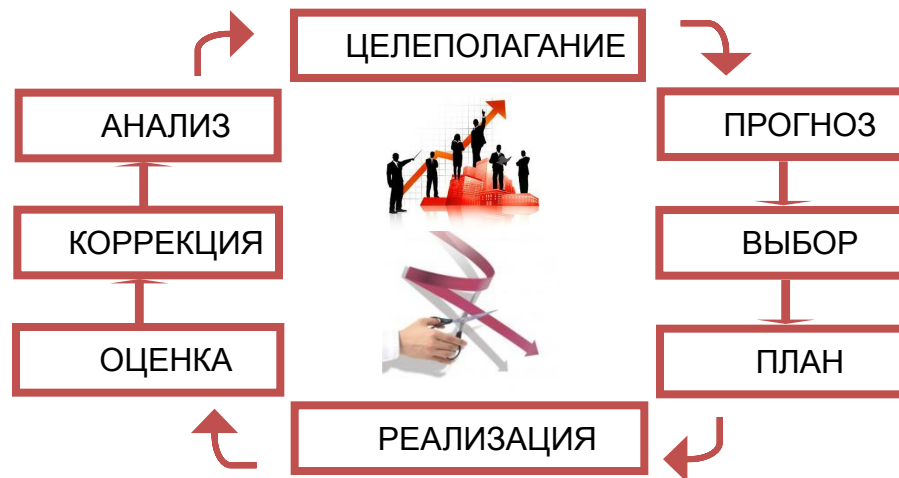 ЦЕЛЕПОЛАГАНИЕ
АНАЛИЗ
ПРОГНОЗ
КОРРЕКЦИЯ
ВЫБОР
ОЦЕНКА
ПЛАН
РЕАЛИЗАЦИЯ